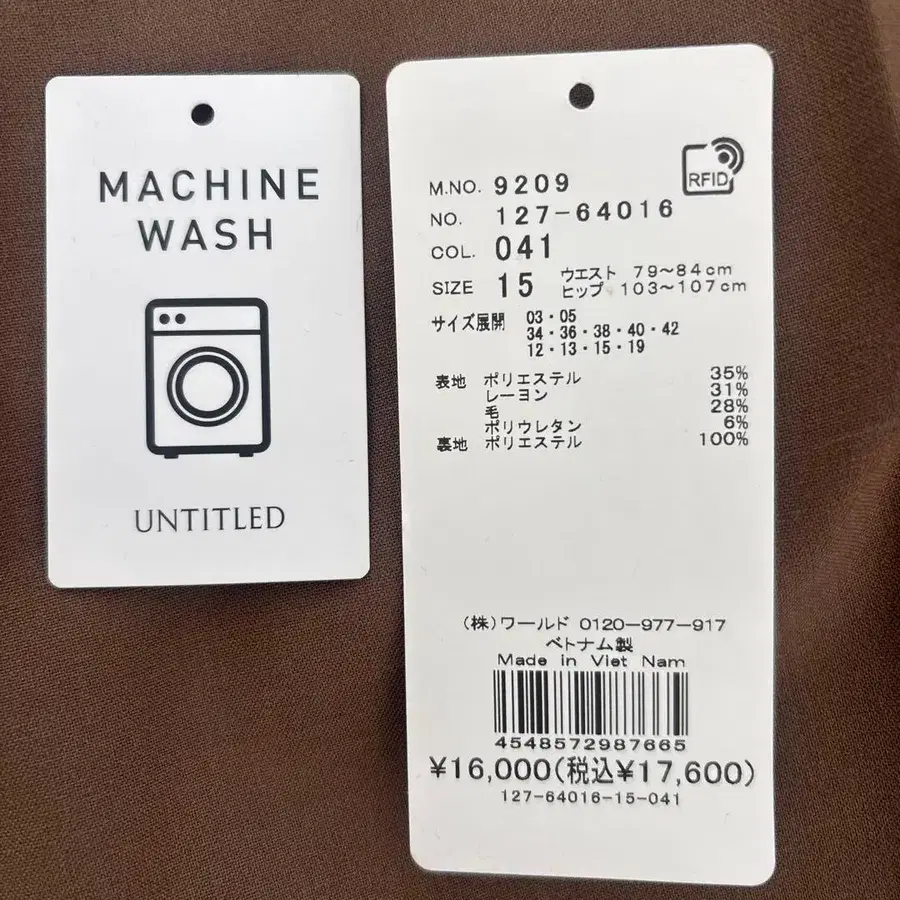 MACHINE
WASH
UNTITLED
RFID
M.NO. 9209
NO. 127-64016
COL. 041
SIZE 15 ウエスト 79~84cm
ヒップ 103~107cm
サイズ展開 03・05
34・36・38・40・42
12・13・15・19
表地 ポリエステル 35%
レーヨン 31%
毛 28%
ポリウレタン 6%
裏地 ポリエステル 100%
(株)ワールド 0120-977-917
ベトナム製
Made in Viet Nam
4548572987665
¥16,000(税込¥17,600)
127-64016-15-041